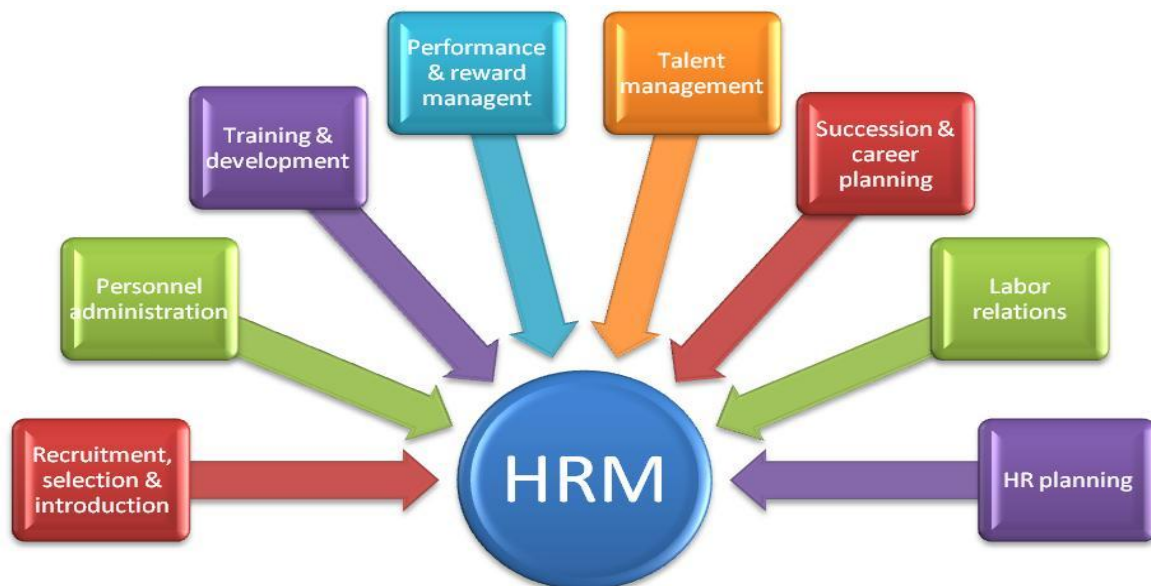 Performance
& reward
managent
Talent
management
Training &
development
Succession &
career
planning
Personnel
administration
Labor
relations
Recruitment,
selection &
introduction
HRM
HR planning